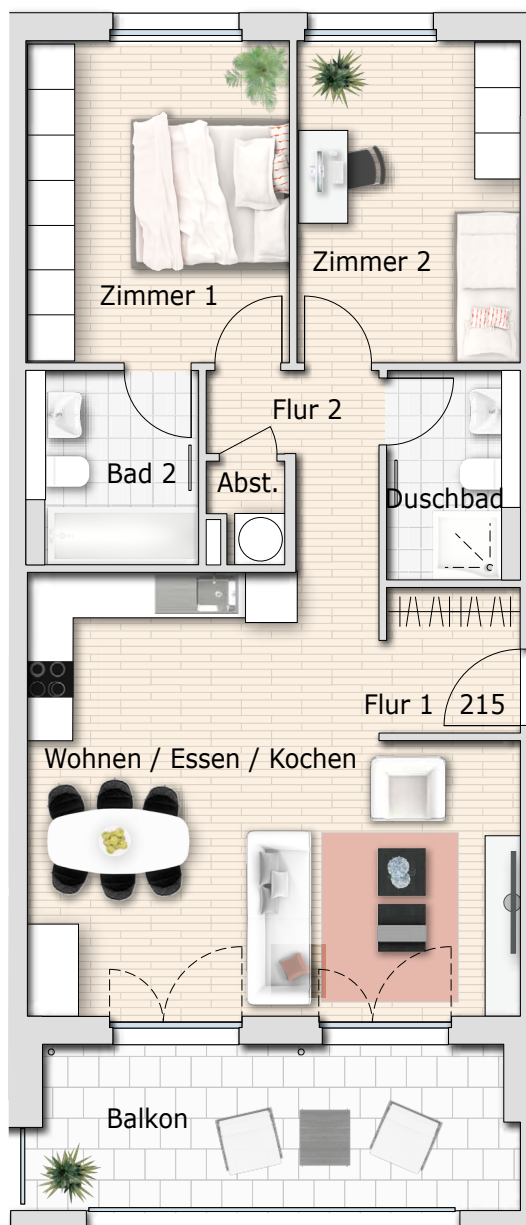 Zimmer 1
Zimmer 2
Flur 2
Bad 2
Abst.
Duschbad
Flur 1
215
Wohnen / Essen / Kochen
Balkon